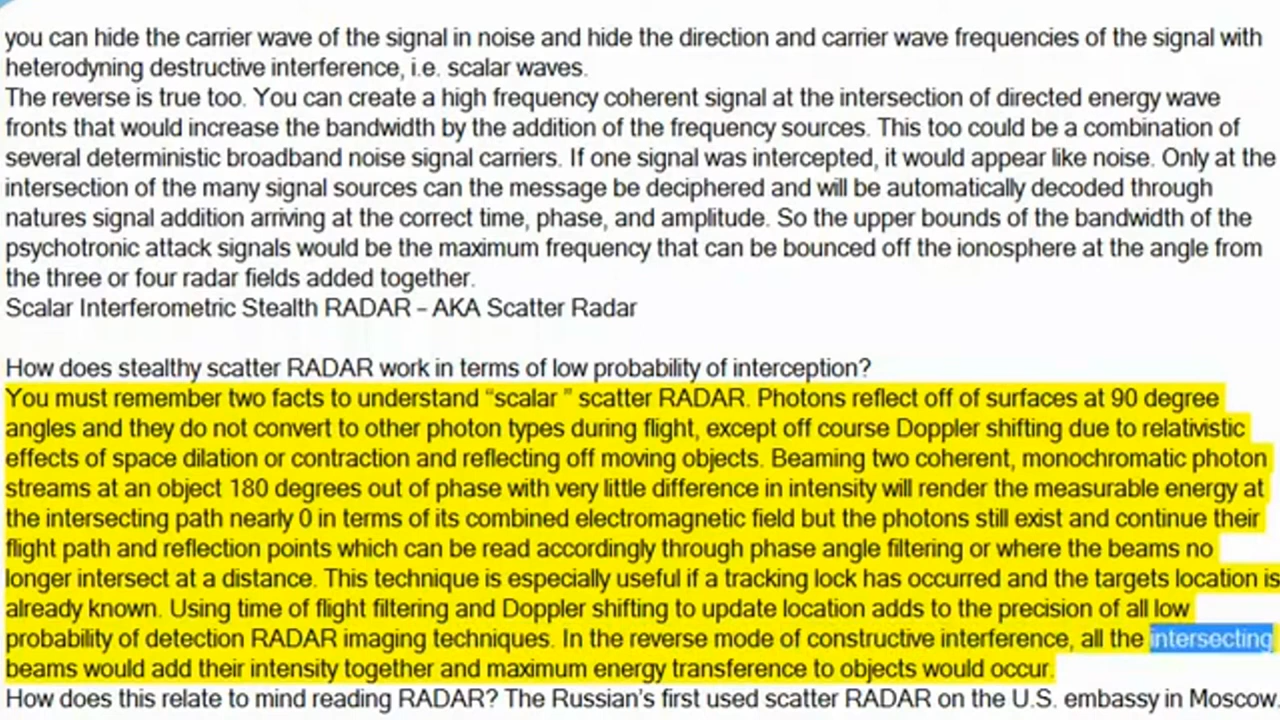 you can hide the carrier wave of the signal in noise and hide the direction and carrier wave frequencies of the signal with
heterodyning destructive interference, i.e. scalar waves.
The reverse is true too. You can create a high frequency coherent signal at the intersection of directed energy wave
fronts that would increase the bandwidth by the addition of the frequency sources. This too could be a combination of
several deterministic broadband noise signal carriers. If one signal was intercepted, it would appear like noise. Only at the
intersection of the many signal sources can the message be deciphered and will be automatically decoded through
natures signal addition arriving at the correct time, phase, and amplitude. So the upper bounds of the bandwidth of the
psychotronic attack signals would be the maximum frequency that can be bounced off the ionosphere at the angle from
the three or four radar fields added together.
Scalar Interferometric Stealth RADAR – AKA Scatter Radar
How does stealthy scatter RADAR work in terms of low probability of interception?
You must remember two facts to understand “scalar ” scatter RADAR. Photons reflect off of surfaces at 90 degree
angles and they do not convert to other photon types during flight, except off course Doppler shifting due to relativistic
effects of space dilation or contraction and reflecting off moving objects. Beaming two coherent, monochromatic photon
streams at an object 180 degrees out of phase with very little difference in intensity will render the measurable energy at
the intersecting path nearly 0 in terms of its combined electromagnetic field but the photons still exist and continue their
flight path and reflection points which can be read accordingly through phase angle filtering or where the beams no
longer intersect at a distance. This technique is especially useful if a tracking lock has occurred and the targets location is
already known. Using time of flight filtering and Doppler shifting to update location adds to the precision of all low
probability of detection RADAR imaging techniques. In the reverse mode of constructive interference, all the intersecting
beams would add their intensity together and maximum energy transference to objects would occur.
How does this relate to mind reading RADAR? The Russian's first used scatter RADAR on the U.S. embassy in Moscow.